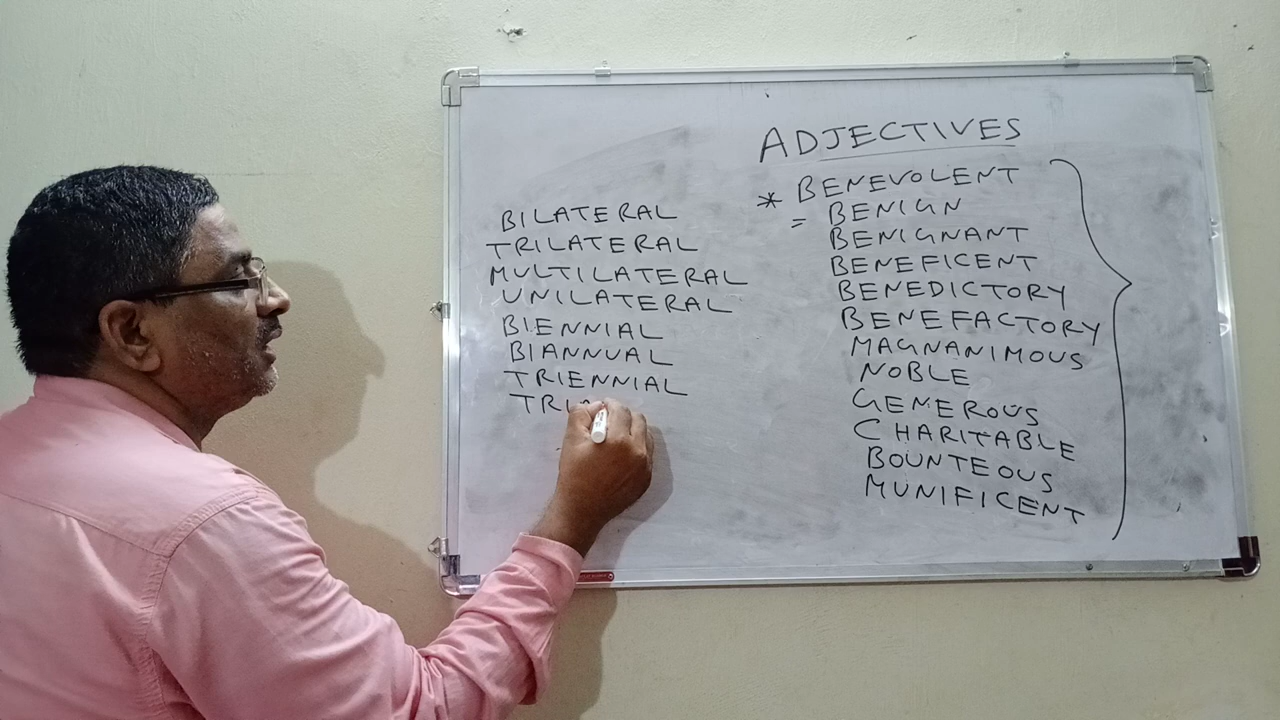 ADJECTIVES
* BENEVOLENT
= BENIGN
BENIGNANT
BENEFICENT
BENEDICTORY
BENEFACTORY
MAGNANIMOUS
NOBLE
GENEROUS
CHARITABLE
BOUNTEOUS
MUNIFICENT
BILATERAL
TRILATERAL
MULTILATERAL
UNILATERAL
BIENNIAL
BIANNUAL
TRIENNIAL